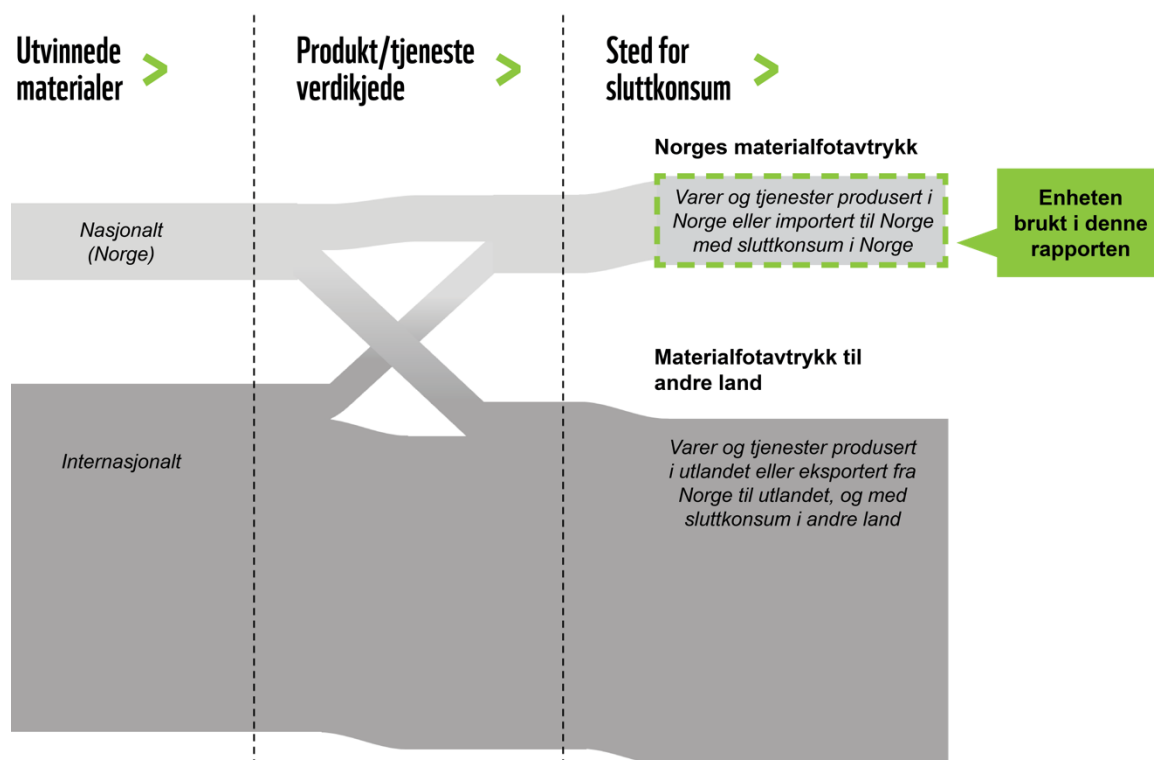 Utvinnede
materialer
Produkt/tjeneste
verdikjede
Sted for
sluttkonsum
Norges materialfotavtrykk
Nasjonalt
(Norge)
Varer og tjenester produsert i
Norge eller importert til Norge
med sluttkonsum i Norge
Enheten
brukt i denne
rapporten
Materialfotavtrykk til
andre land
Internasjonalt
Varer og tjenester produsert
i utlandet eller eksportert fra
Norge til utlandet, og med
sluttkonsum i andre land